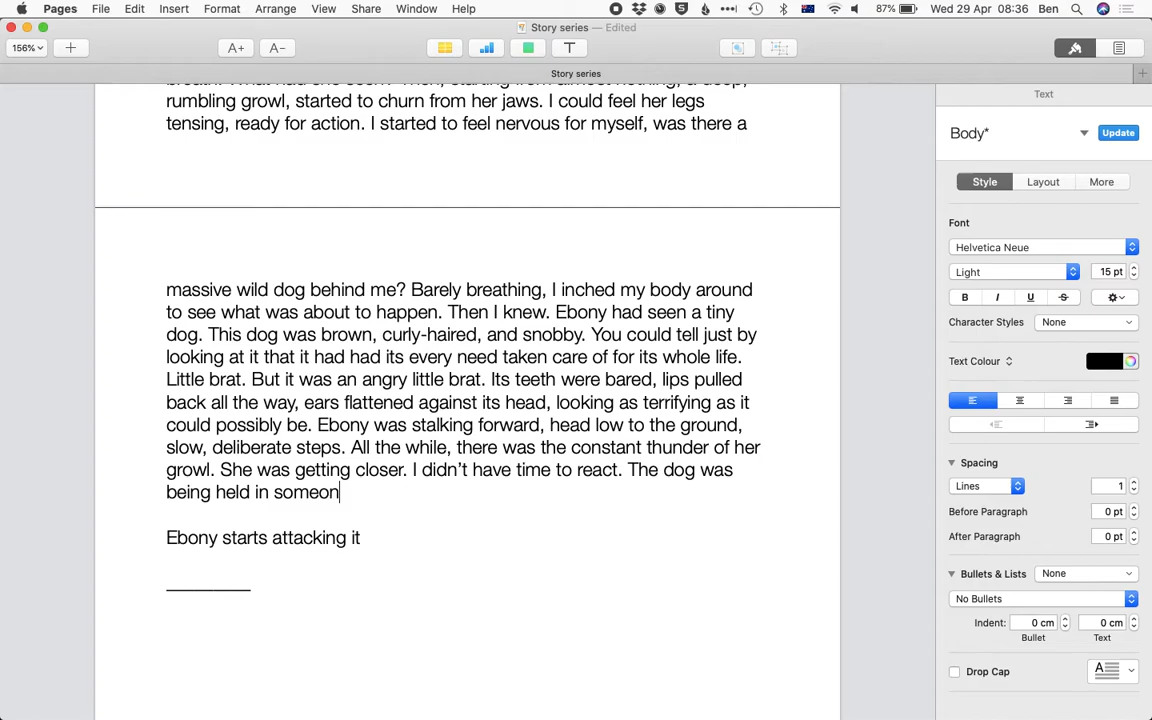 Pages File Edit Insert Format Arrange View Share Window Help 87% Wed 29 Apr 08:36 Ben
Story series — Edited
156%
A+ A−
Story series
rumbling growl, started to churn from her jaws. I could feel her legs
tensing, ready for action. I started to feel nervous for myself, was there a
massive wild dog behind me? Barely breathing, I inched my body around
to see what was about to happen. Then I knew. Ebony had seen a tiny
dog. This dog was brown, curly-haired, and snobby. You could tell just by
looking at it that it had had its every need taken care of for its whole life.
Little brat. But it was an angry little brat. Its teeth were bared, lips pulled
back all the way, ears flattened against its head, looking as terrifying as it
could possibly be. Ebony was stalking forward, head low to the ground,
slow, deliberate steps. All the while, there was the constant thunder of her
growl. She was getting closer. I didn’t have time to react. The dog was
being held in someon
Ebony starts attacking it
Text
Body* Update
Style Layout More
Font
Helvetica Neue
Light 15 pt
B I U S
Character Styles None
Text Colour
Spacing
Lines 1
Before Paragraph 0 pt
After Paragraph 0 pt
Bullets & Lists None
No Bullets
Indent: 0 cm 0 cm
Bullet Text
Drop Cap A